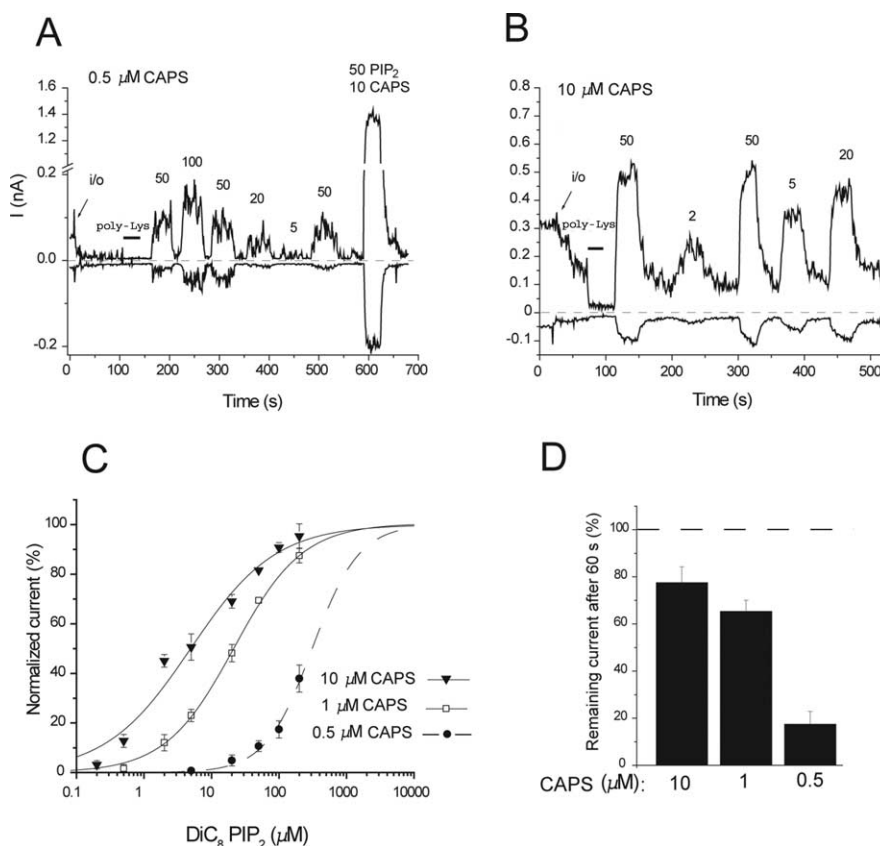 A
0.5 μM CAPS
50 PIP2
10 CAPS
1.6
1.4
0.2
0.0
-0.2
I (nA)
i/o
poly-Lys
50
100
50
20
5
50
0 100 200 300 400 500 600 700
Time (s)
B
10 μM CAPS
0.8
0.7
0.6
0.5
0.4
0.3
0.2
0.1
0
-0.1
i/o
poly-Lys
50
2
50
5
20
0 100 200 300 400 500
Time (s)
C
Normalized current (%)
100
80
60
40
20
0
10 μM CAPS
1 μM CAPS
0.5 μM CAPS
0.1 1 10 100 1000 10000
DiC8 PIP2 (μM)
D
Remaining current after 60 s (%)
100
80
60
40
20
0
CAPS (μM): 10 1 0.5